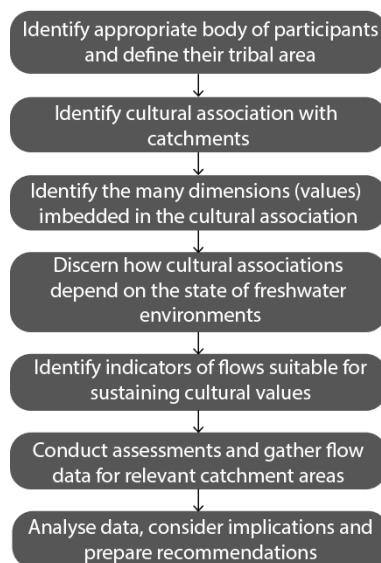 Identify appropriate body of participants
and define their tribal area
Identify cultural association with
catchments
Identify the many dimensions (values)
imbedded in the cultural association
Discern how cultural associations
depend on the state of freshwater
environments
Identify indicators of flows suitable for
sustaining cultural values
Conduct assessments and gather flow
data for relevant catchment areas
Analyse data, consider implications and
prepare recommendations